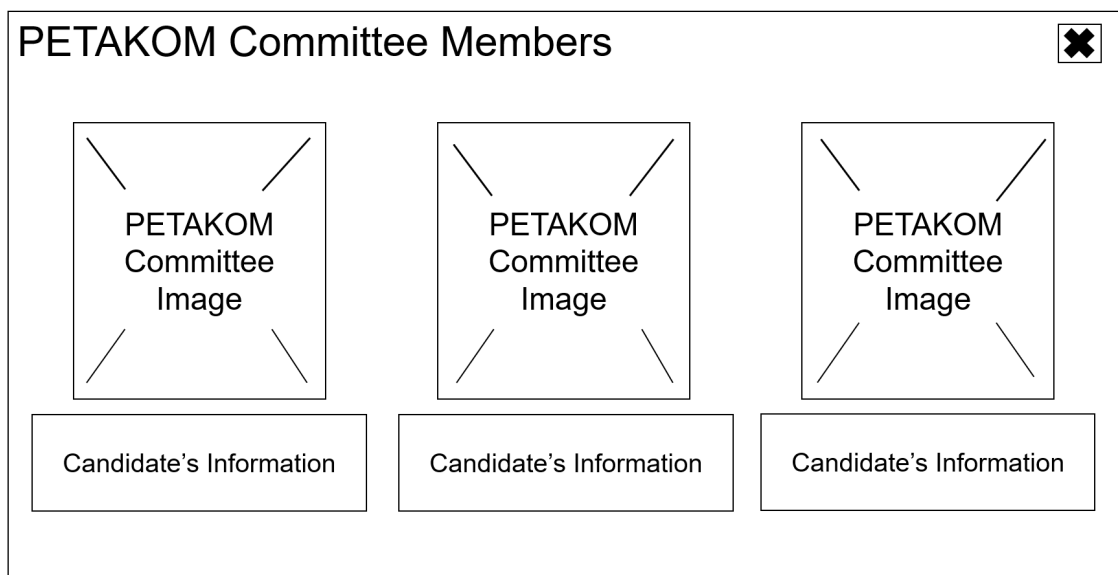 PETAKOM Committee Members
PETAKOM
Committee
Image
PETAKOM
Committee
Image
PETAKOM
Committee
Image
Candidate’s Information
Candidate’s Information
Candidate’s Information